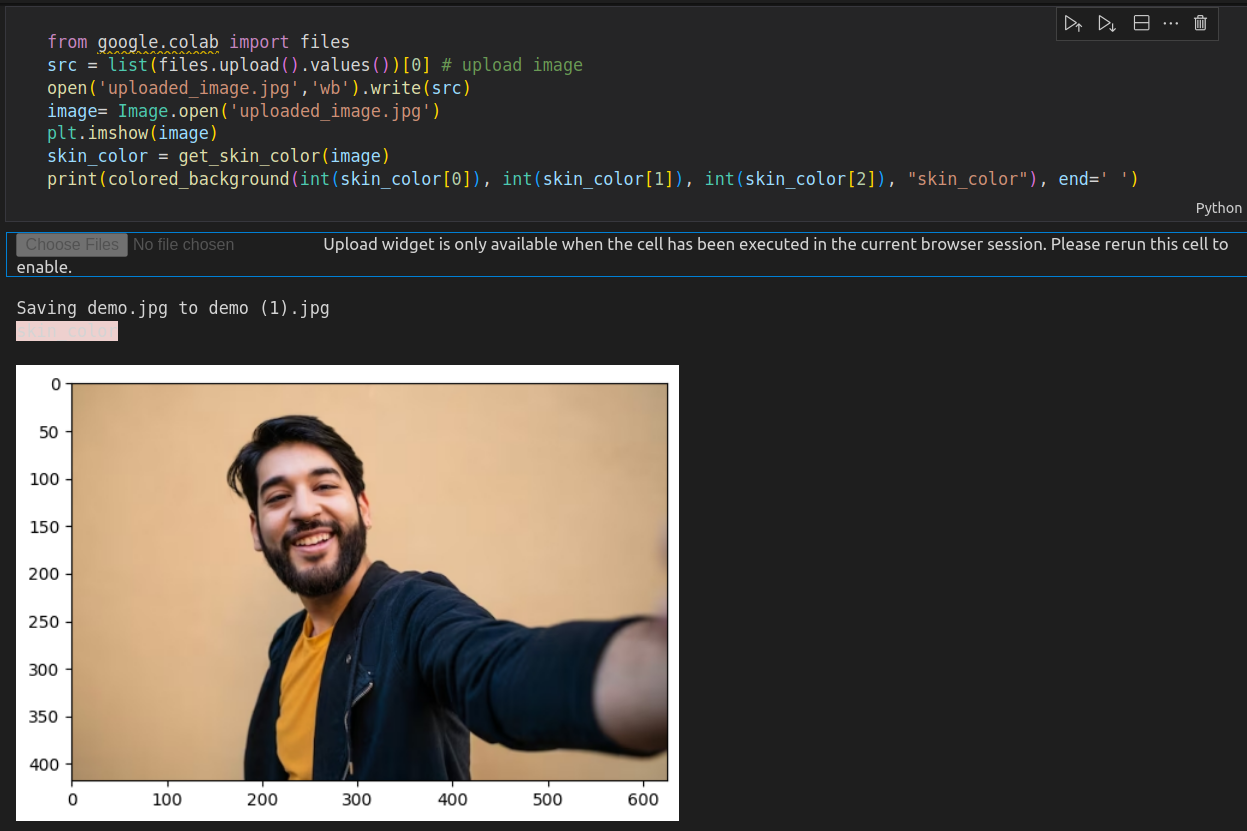 from google.colab import files
src = list(files.upload().values())[0] # upload image
open('uploaded_image.jpg','wb').write(src)
image= Image.open('uploaded_image.jpg')
plt.imshow(image)
skin_color = get_skin_color(image)
print(colored_background(int(skin_color[0]), int(skin_color[1]), int(skin_color[2]), "skin_color"), end=' ')
Python
Choose Files No file chosen Upload widget is only available when the cell has been executed in the current browser session. Please rerun this cell to
enable.
Saving demo.jpg to demo (1).jpg
skin_color
0
50
100
150
200
250
300
350
400
0 100 200 300 400 500 600